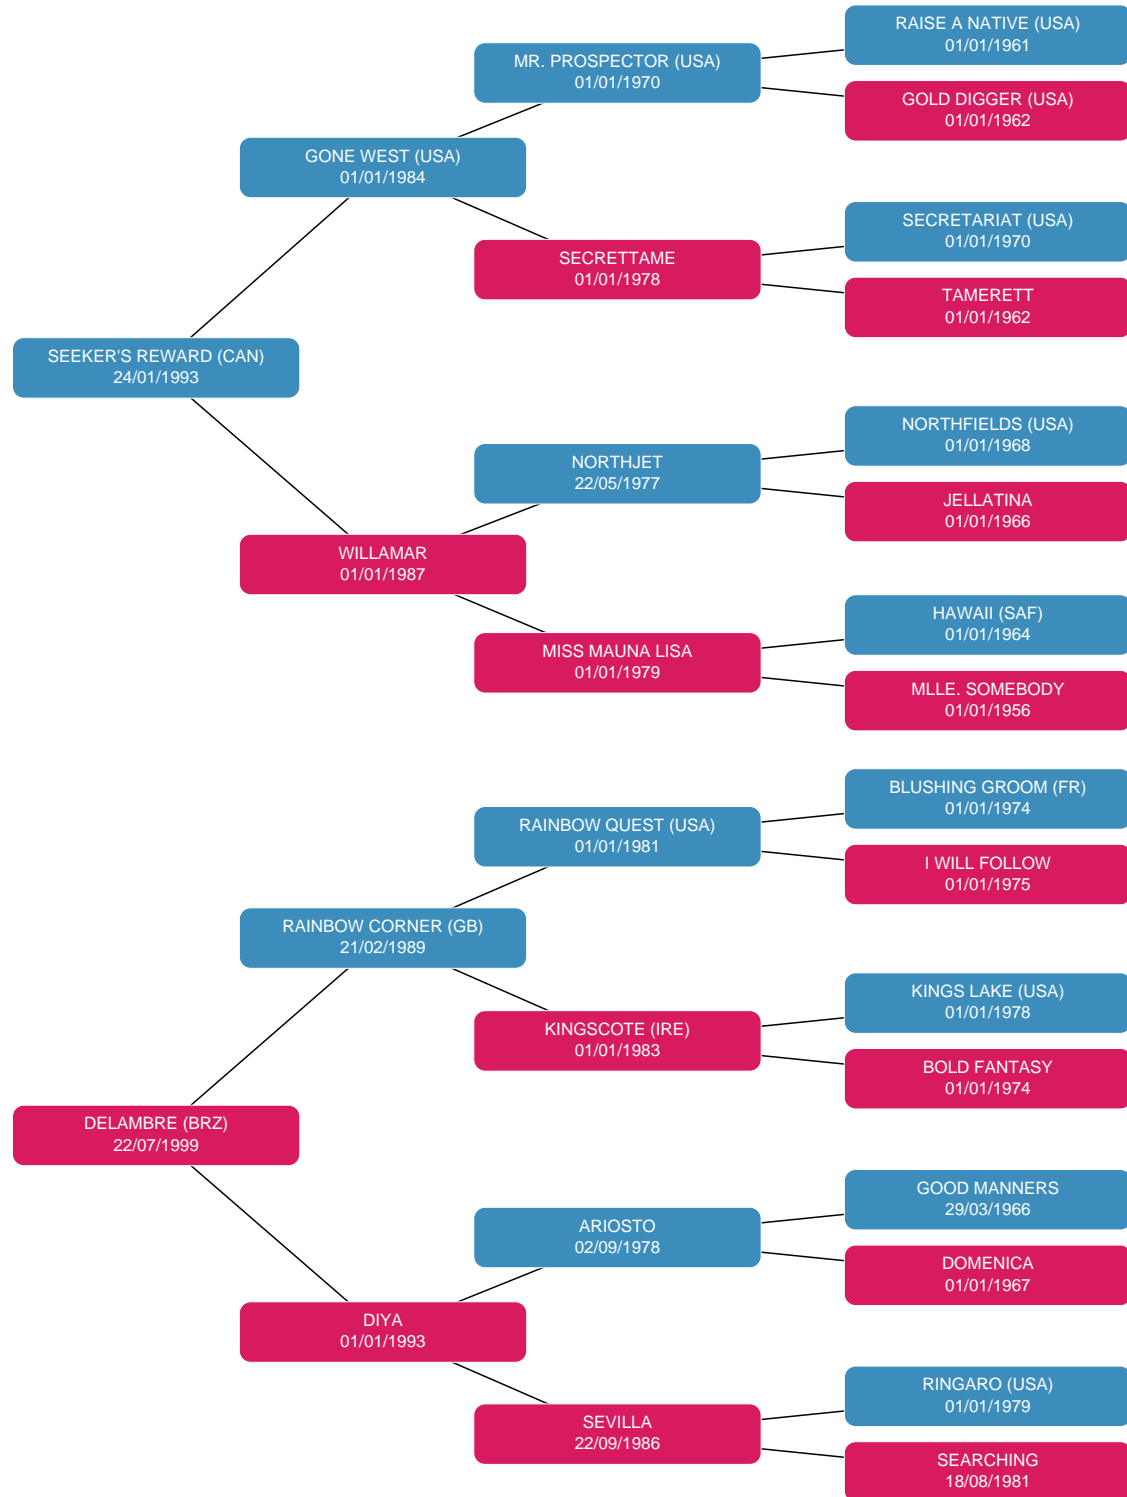 RAISE A NATIVE (USA)
01/01/1961
MR. PROSPECTOR (USA)
01/01/1970
GOLD DIGGER (USA)
01/01/1962
GONE WEST (USA)
01/01/1984
SECRETARIAT (USA)
01/01/1970
SECRETTAME
01/01/1978
TAMERETT
01/01/1962
SEEKER'S REWARD (CAN)
24/01/1993
NORTHFIELDS (USA)
01/01/1968
NORTHJET
22/05/1977
JELLATINA
01/01/1966
WILLAMAR
01/01/1987
HAWAII (SAF)
01/01/1964
MISS MAUNA LISA
01/01/1979
MLLE. SOMEBODY
01/01/1956
BLUSHING GROOM (FR)
01/01/1974
RAINBOW QUEST (USA)
01/01/1981
I WILL FOLLOW
01/01/1975
RAINBOW CORNER (GB)
21/02/1989
KINGS LAKE (USA)
01/01/1978
KINGSCOTE (IRE)
01/01/1983
BOLD FANTASY
01/01/1974
DELAMBRE (BRZ)
22/07/1999
GOOD MANNERS
29/03/1966
ARIOSTO
02/09/1978
DOMENICA
01/01/1967
DIYA
01/01/1993
RINGARO (USA)
01/01/1979
SEVILLA
22/09/1986
SEARCHING
18/08/1981